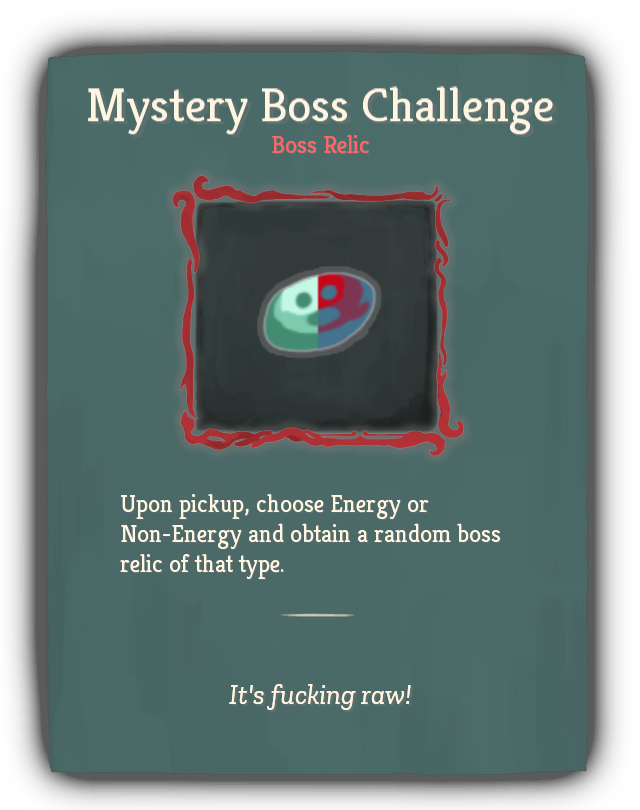 Mystery Boss Challenge
Boss Relic
Upon pickup, choose Energy or
Non-Energy and obtain a random boss
relic of that type.
It's fucking raw!